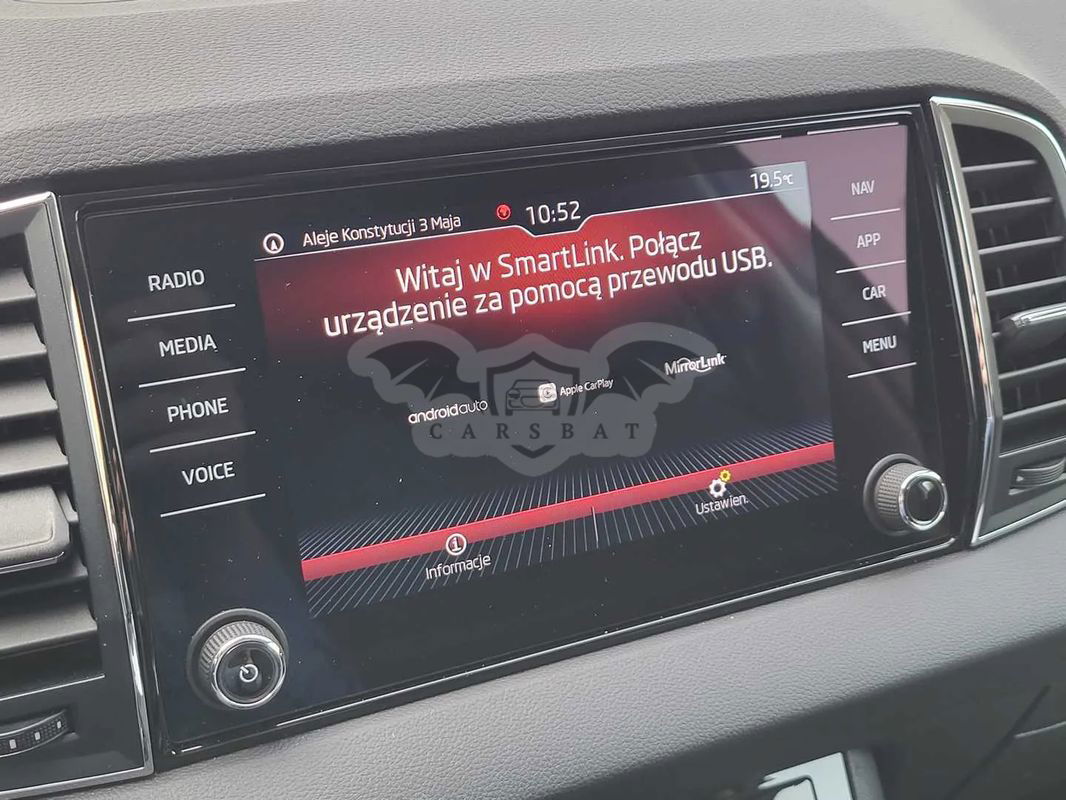 Aleje Konstytucji 3 Maja
10:52
19.5°C
Witaj w SmartLink. Połącz
urządzenie za pomocą przewodu USB.
RADIO
MEDIA
PHONE
VOICE
NAV
APP
CAR
MENU
androidauto
Apple CarPlay
MirrorLink
CARSBAT
Informacje
Ustawien.